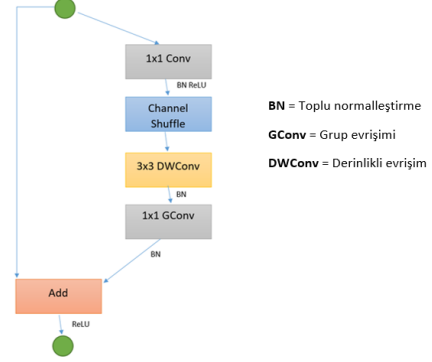 1x1 Conv
BN ReLU
Channel
Shuffle
3x3 DWConv
BN
1x1 GConv
BN
Add
ReLU
BN = Toplu normalleştirme
GConv = Grup evrişimi
DWConv = Derinlikli evrişim